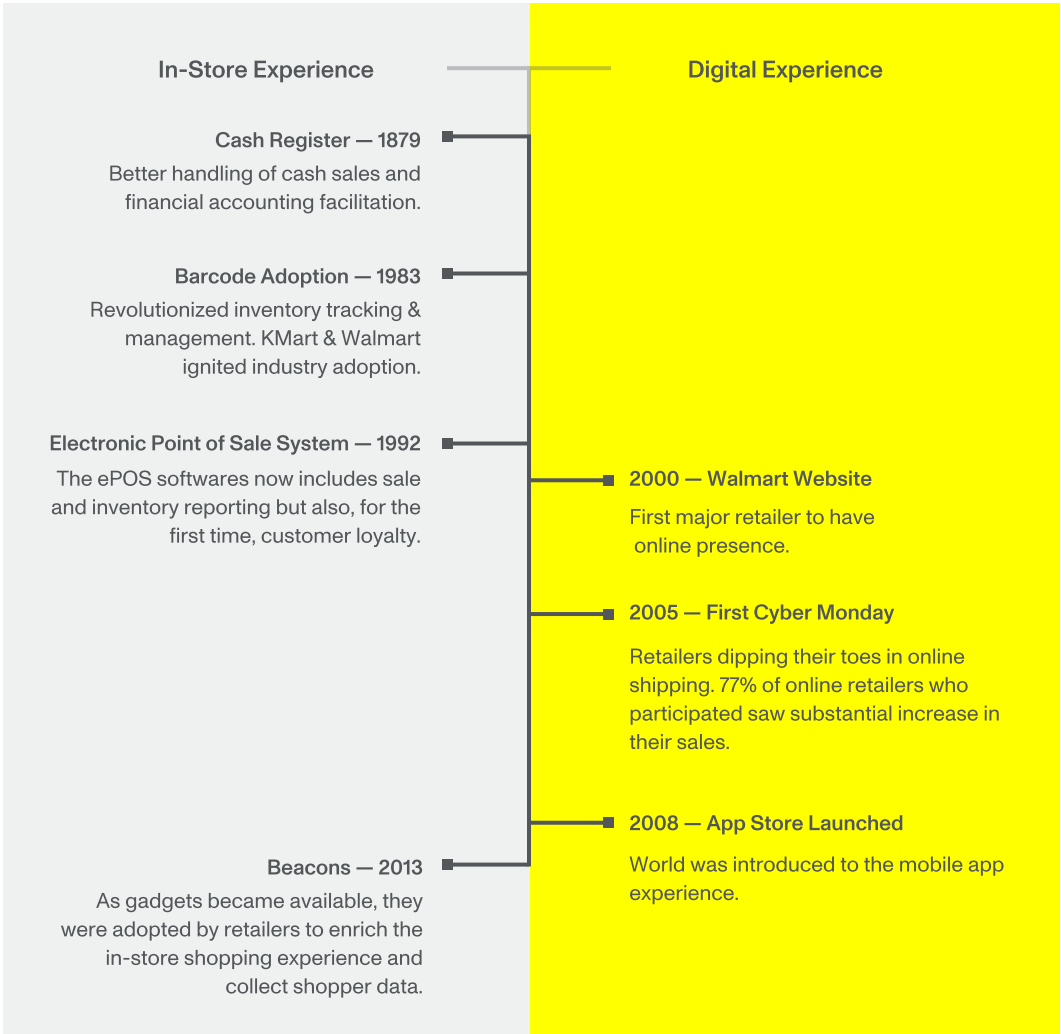 In-Store Experience
Digital Experience
Cash Register — 1879
Better handling of cash sales and
financial accounting facilitation.
Barcode Adoption — 1983
Revolutionized inventory tracking &
management. KMart & Walmart
ignited industry adoption.
Electronic Point of Sale System — 1992
The ePOS softwares now includes sale
and inventory reporting but also, for the
first time, customer loyalty.
2000 — Walmart Website
First major retailer to have
online presence.
2005 — First Cyber Monday
Retailers dipping their toes in online
shipping. 77% of online retailers who
participated saw substantial increase in
their sales.
2008 — App Store Launched
World was introduced to the mobile app
experience.
Beacons — 2013
As gadgets became available, they
were adopted by retailers to enrich the
in-store shopping experience and
collect shopper data.